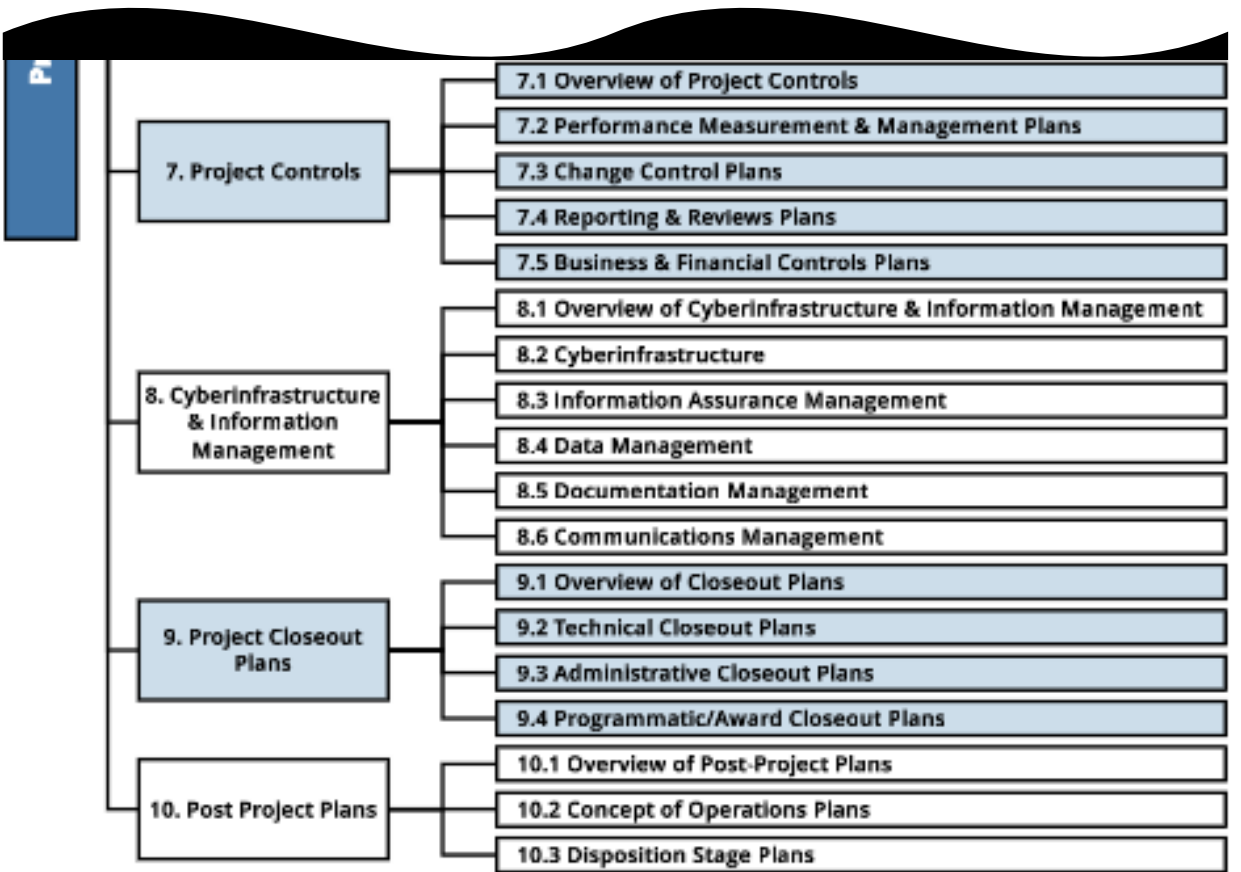 7. Project Controls
7.1 Overview of Project Controls
7.2 Performance Measurement & Management Plans
7.3 Change Control Plans
7.4 Reporting & Reviews Plans
7.5 Business & Financial Controls Plans
8. Cyberinfrastructure
& Information
Management
8.1 Overview of Cyberinfrastructure & Information Management
8.2 Cyberinfrastructure
8.3 Information Assurance Management
8.4 Data Management
8.5 Documentation Management
8.6 Communications Management
9. Project Closeout
Plans
9.1 Overview of Closeout Plans
9.2 Technical Closeout Plans
9.3 Administrative Closeout Plans
9.4 Programmatic/Award Closeout Plans
10. Post Project Plans
10.1 Overview of Post-Project Plans
10.2 Concept of Operations Plans
10.3 Disposition Stage Plans